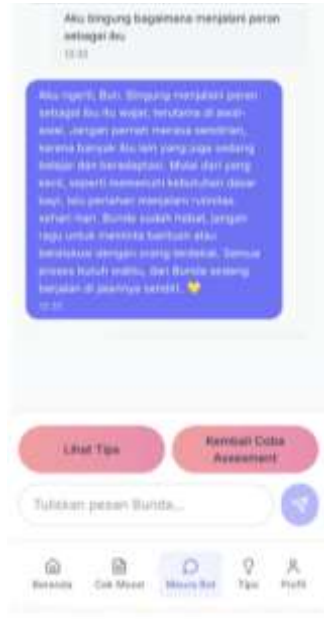 Aku bingung bagaimana menjalani peran
sebagai ibu
Aku ngerti, Bun. Bingung menjalani peran
sebagai ibu itu wajar, terutama di awal-
awal. Jangan pernah merasa sendirian,
karena banyak ibu lain yang juga sedang
belajar dan beradaptasi. Mulai dari yang
kecil, seperti memenuhi kebutuhan dasar
bayi, lalu perlahan menjalani rutinitas
sehari-hari. Bunda sudah hebat, jangan
ragu untuk meminta bantuan atau
berdiskusi dengan orang terdekat. Semua
proses butuh waktu, dan Bunda sedang
berjalan di jalannya sendiri. 💛
Lihat Tips
Kembali Coba
Assessment
Tuliskan pesan Bunda...
Beranda Cek Mood Bot Tips Profil